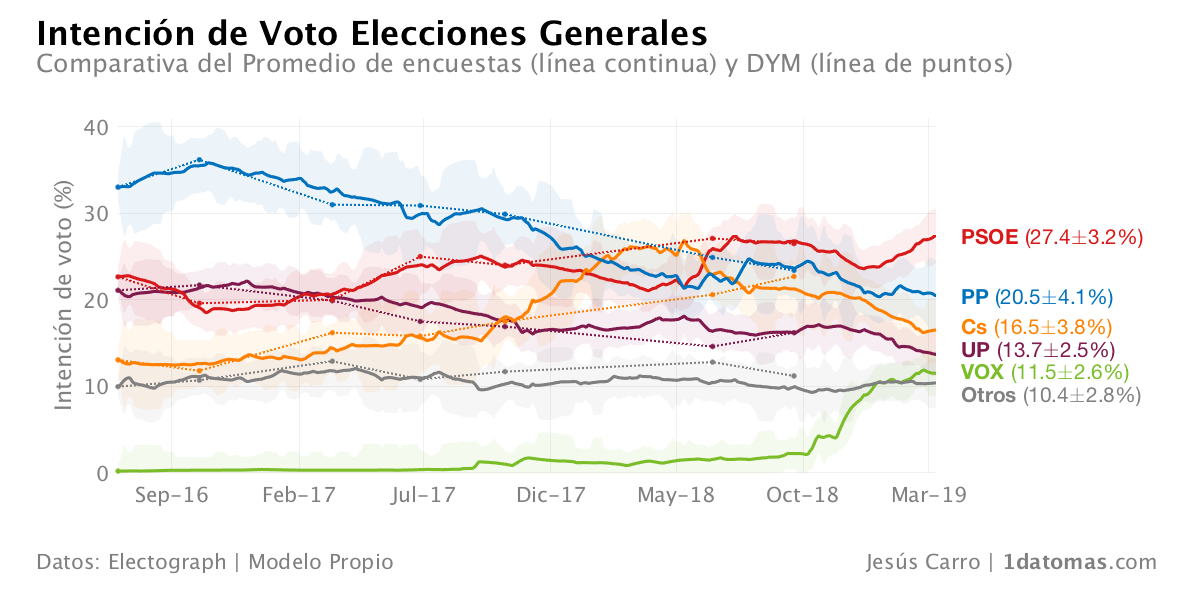 Intención de Voto Elecciones Generales
Comparativa del Promedio de encuestas (línea continua) y DYM (línea de puntos)
Intención de voto (%)
40
30
20
10
0
Sep–16
Feb–17
Jul–17
Dic–17
May–18
Oct–18
Mar–19
PSOE (27.4±3.2%)
PP (20.5±4.1%)
Cs (16.5±3.8%)
UP (13.7±2.5%)
VOX (11.5±2.6%)
Otros (10.4±2.8%)
Datos: Electograph | Modelo Propio
Jesús Carro | 1datomas.com